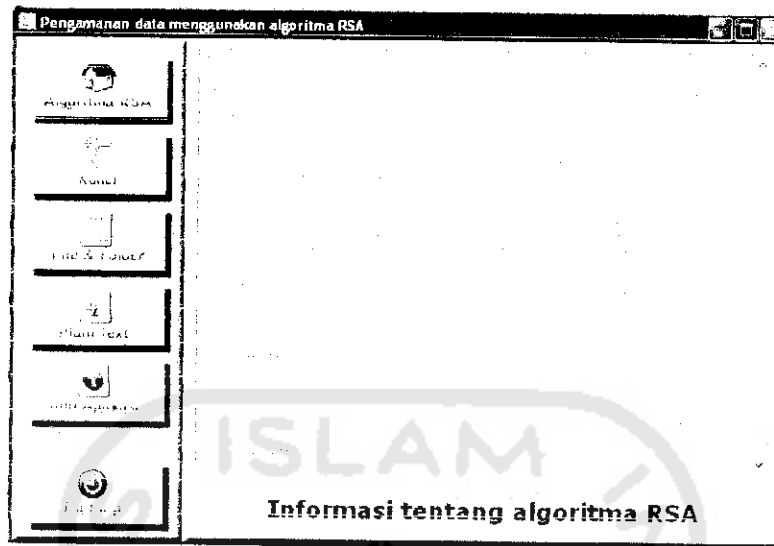 Pengamanan data menggunakan algoritma RSA
Algoritma RSA
Kunci
File & Folder
Plain Text
ISLAM
Informasi tentang algoritma RSA